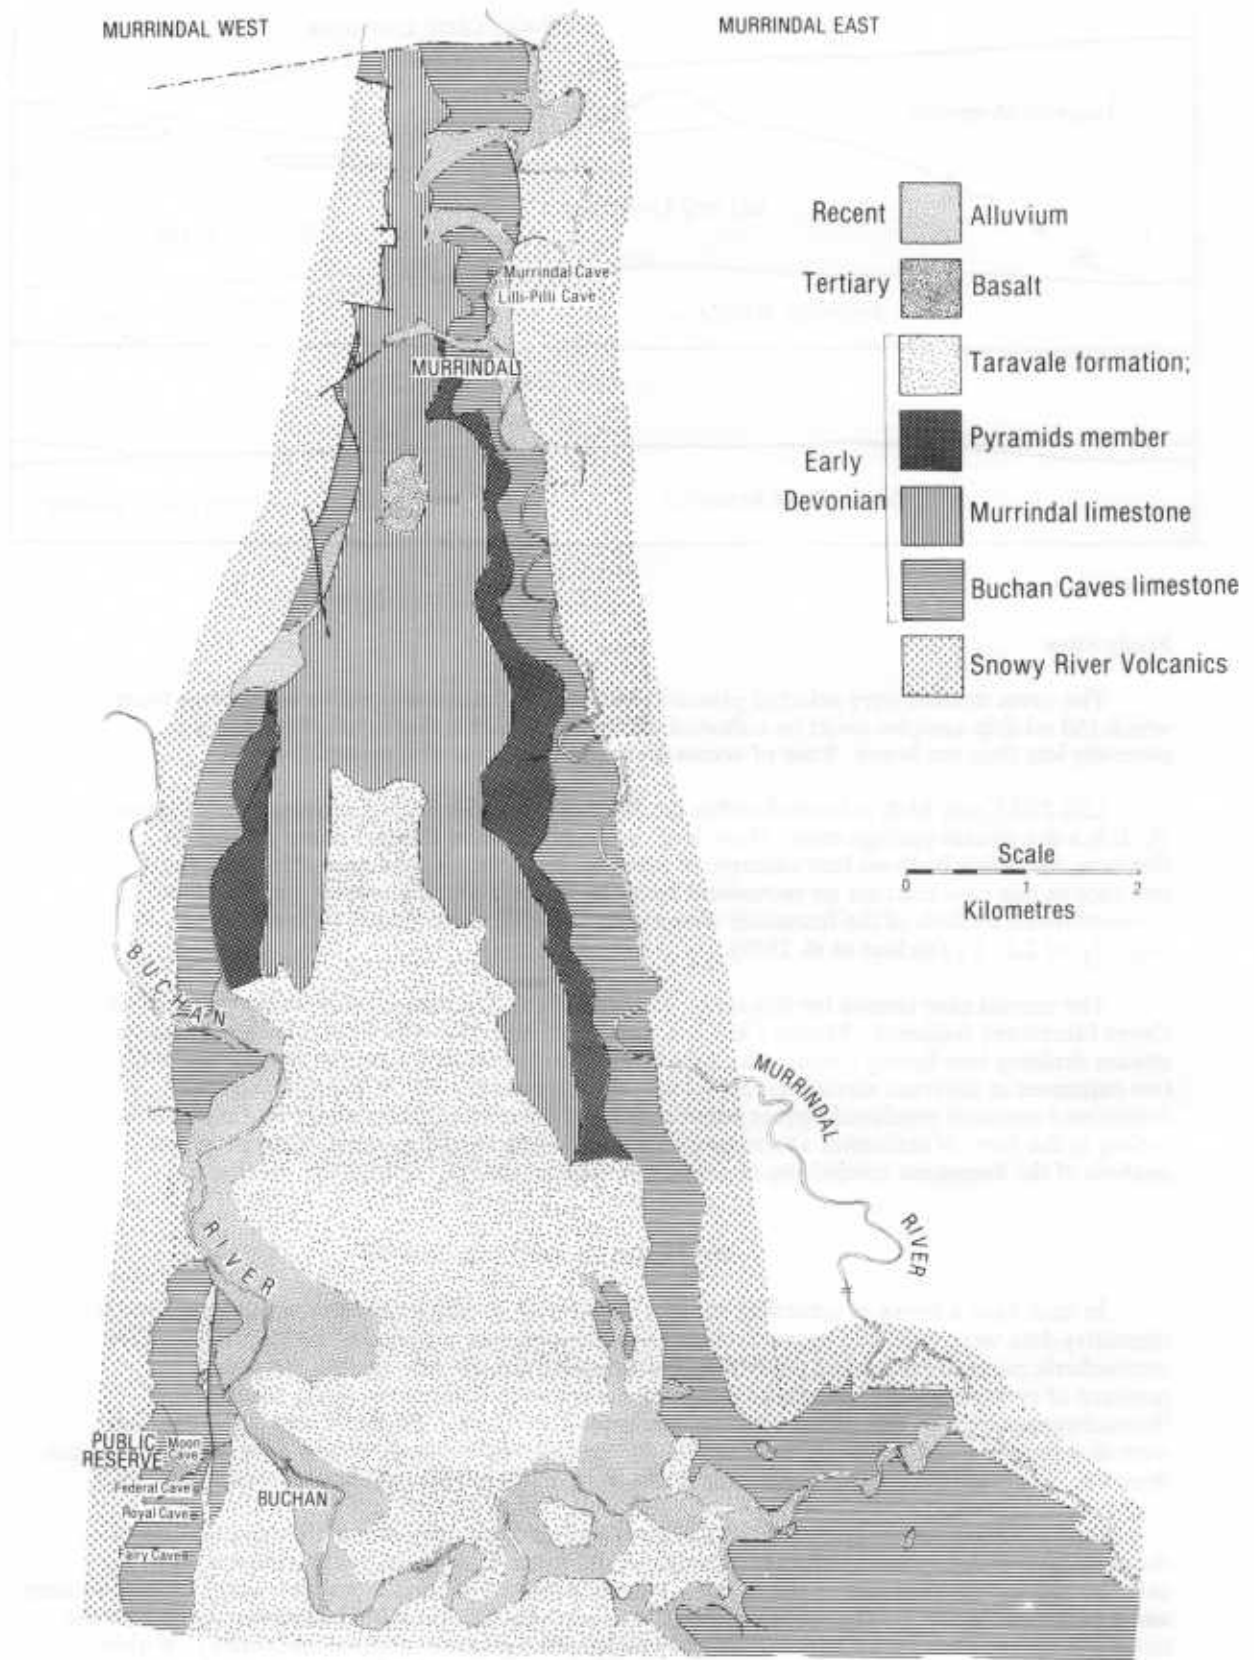 MURRINDAL WEST
MURRINDAL EAST
Recent
Alluvium
Tertiary
Basalt
Taravale formation;
Pyramids member
Early
Devonian
Murrindal limestone
Buchan Caves limestone
Snowy River Volcanics
Murrindal Cave
Lilli-Pilli Cave
MURRINDAL
Scale
0 1 2
Kilometres
BUCHAN
RIVER
MURRINDAL
RIVER
PUBLIC
RESERVE
Moon
Cave
Federal Cave
Royal Cave
Fairy Cave
BUCHAN